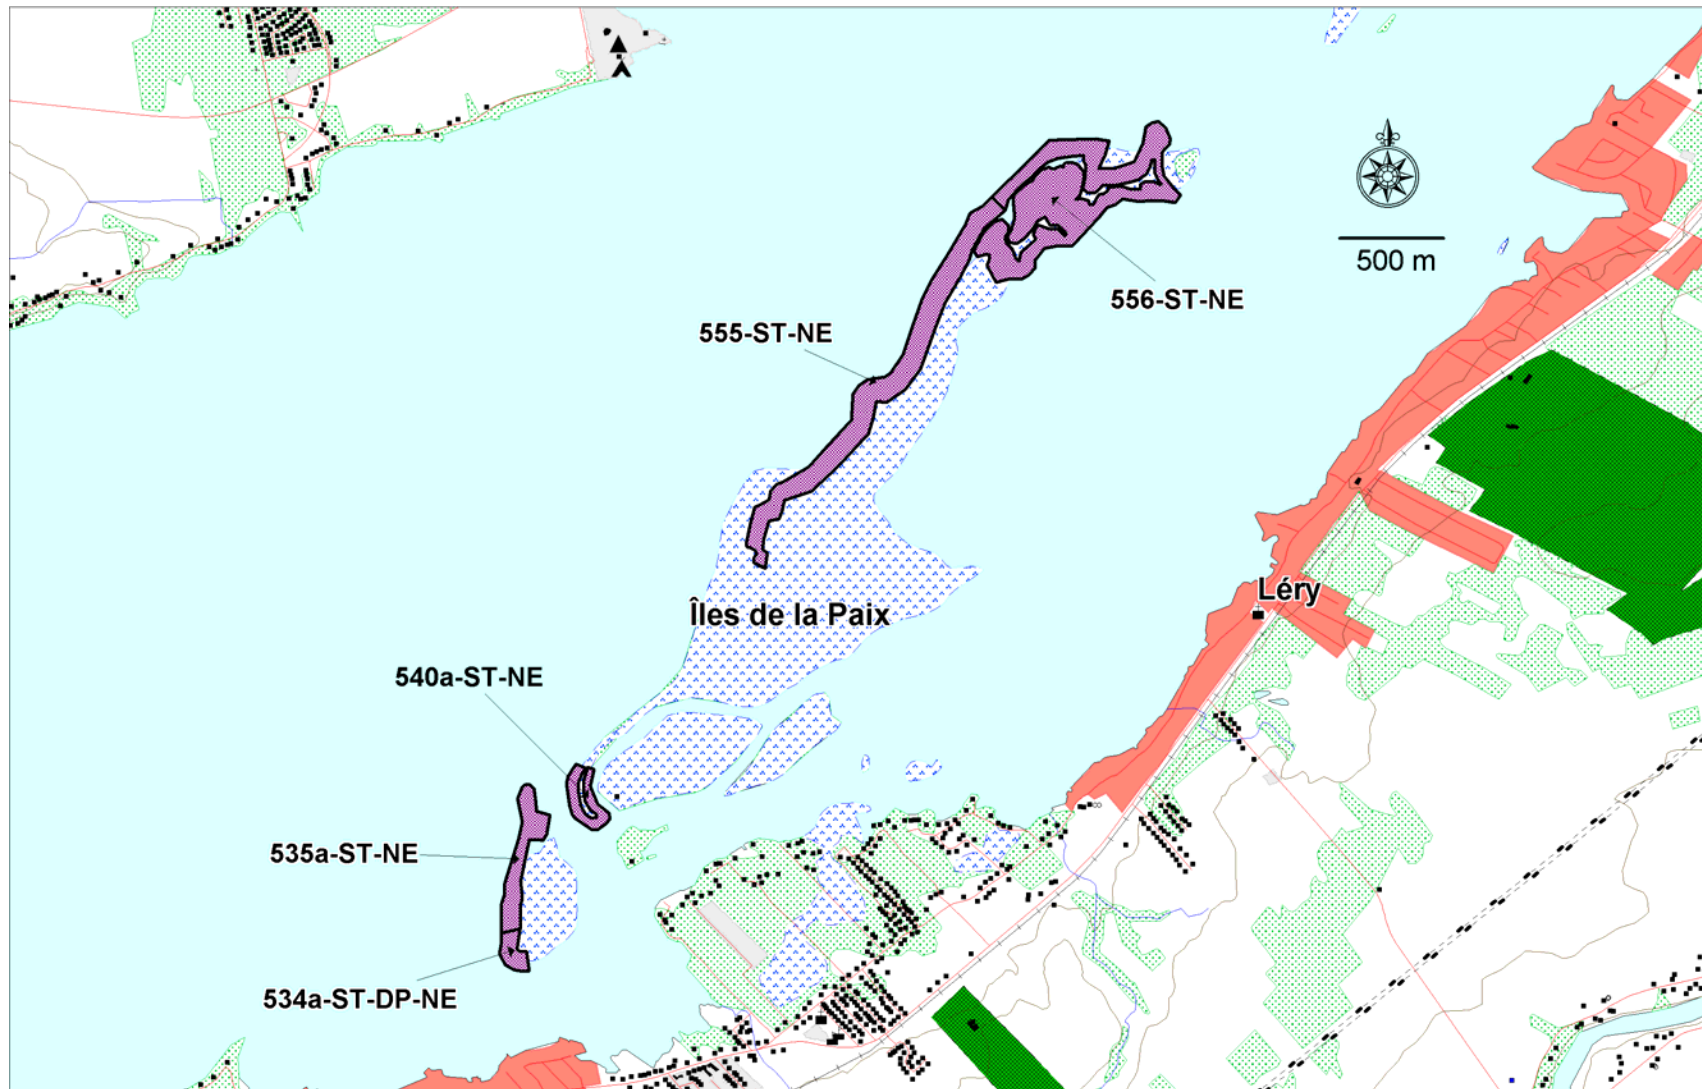 500 m
556-ST-NE
555-ST-NE
Léry
Îles de la Paix
540a-ST-NE
535a-ST-NE
534a-ST-DP-NE